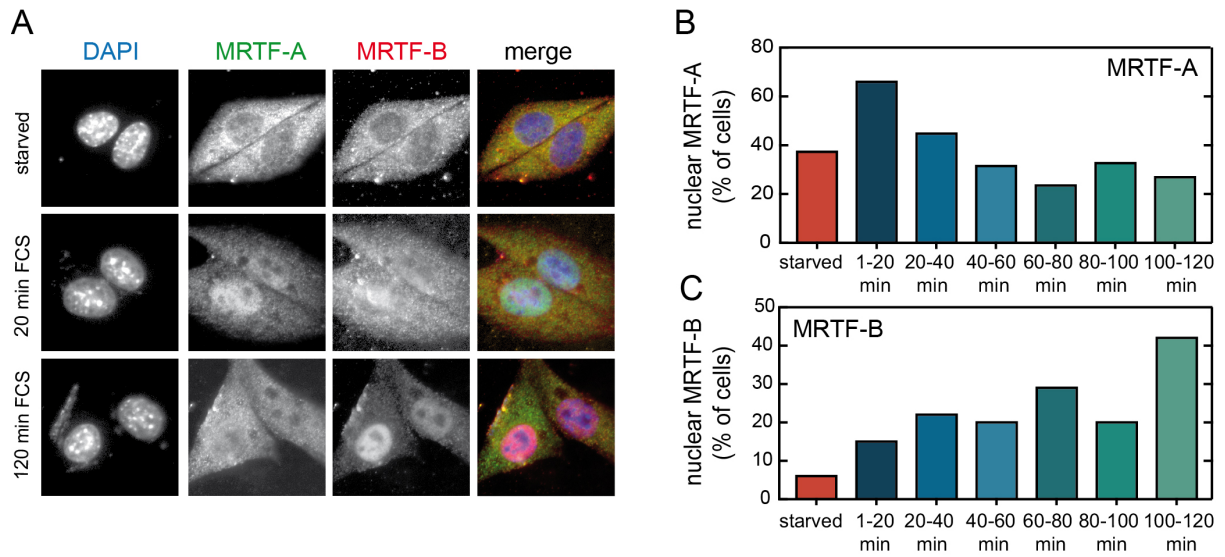 A
DAPI
MRTF-A
MRTF-B
merge
starved
20 min FCS
120 min FCS
B
nuclear MRTF-A
(% of cells)
80
60
40
20
0
MRTF-A
starved
1-20
min
20-40
min
40-60
min
60-80
min
80-100
min
100-120
min
C
nuclear MRTF-B
(% of cells)
50
40
30
20
10
0
MRTF-B
starved
1-20
min
20-40
min
40-60
min
60-80
min
80-100
min
100-120
min